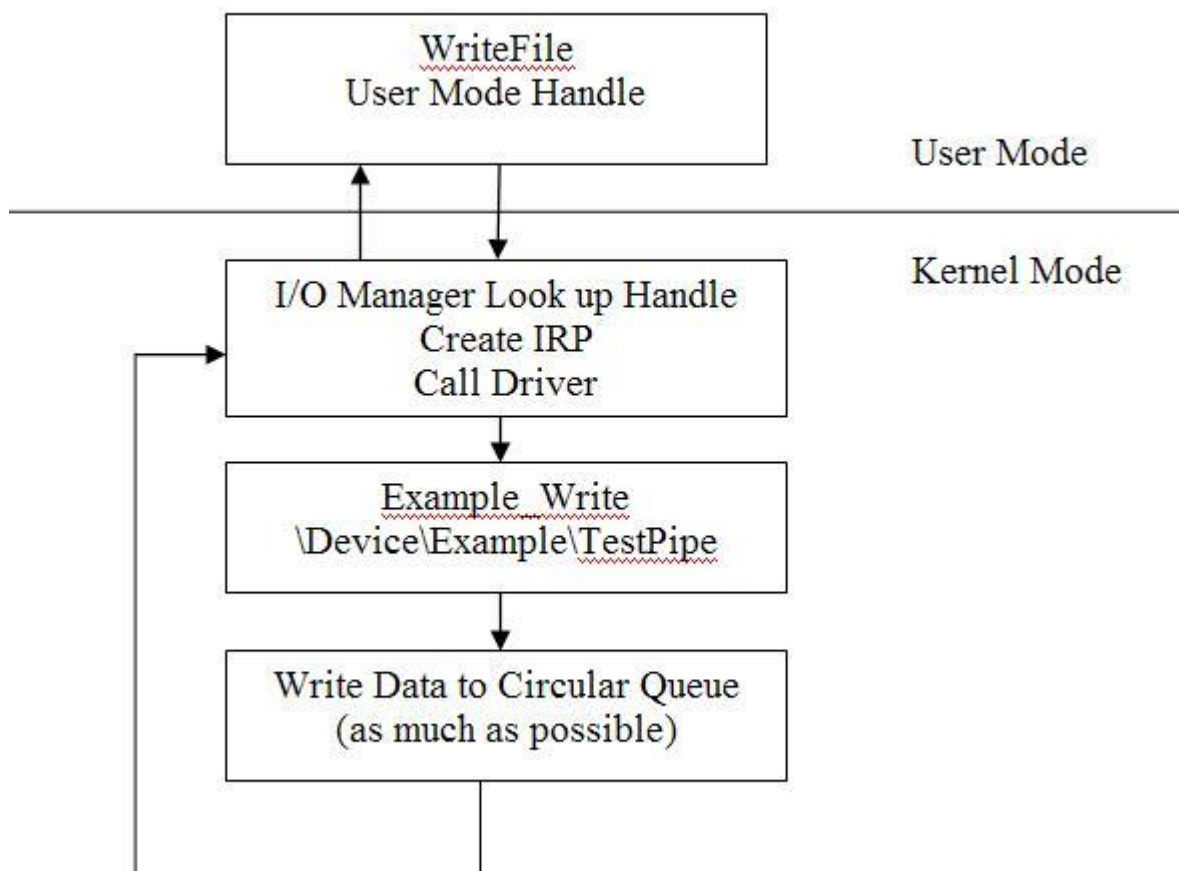 WriteFile
User Mode Handle
User Mode
Kernel Mode
I/O Manager Look up Handle
Create IRP
Call Driver
Example_Write
\Device\Example\TestPipe
Write Data to Circular Queue
(as much as possible)